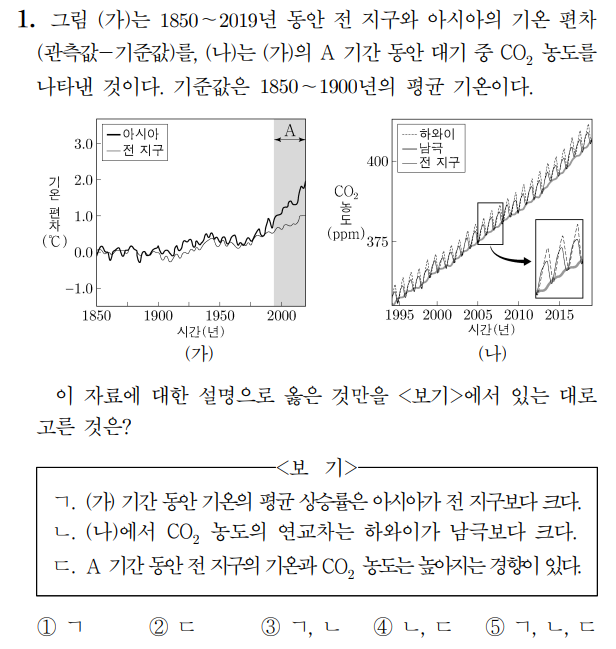 1. 그림 (가)는 1850～2019년 동안 전 지구와 아시아의 기온 편차
(관측값－기준값)를, (나)는 (가)의 A 기간 동안 대기 중 CO₂ 농도를
나타낸 것이다. 기준값은 1850～1900년의 평균 기온이다.
아시아
전 지구
A
3.0
2.0
1.0
0.0
－1.0
기온 편차 (℃)
1850
1900
1950
2000
시간(년)
(가)
하와이
남극
전 지구
400
375
CO₂ 농도 (ppm)
1995
2000
2005
2010
2015
시간(년)
(나)
이 자료에 대한 설명으로 옳은 것만을 <보기>에서 있는 대로
고른 것은?
<보 기>
ㄱ. (가) 기간 동안 기온의 평균 상승률은 아시아가 전 지구보다 크다.
ㄴ. (나)에서 CO₂ 농도의 연교차는 하와이가 남극보다 크다.
ㄷ. A 기간 동안 전 지구의 기온과 CO₂ 농도는 높아지는 경향이 있다.
① ㄱ ② ㄷ ③ ㄱ, ㄴ ④ ㄴ, ㄷ ⑤ ㄱ, ㄴ, ㄷ